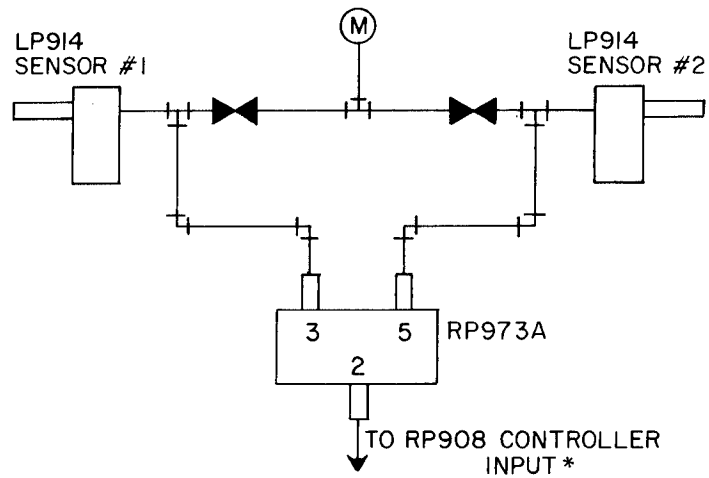 M
LP914
SENSOR #1
LP914
SENSOR #2
3
5
RP973A
2
TO RP908 CONTROLLER
INPUT *